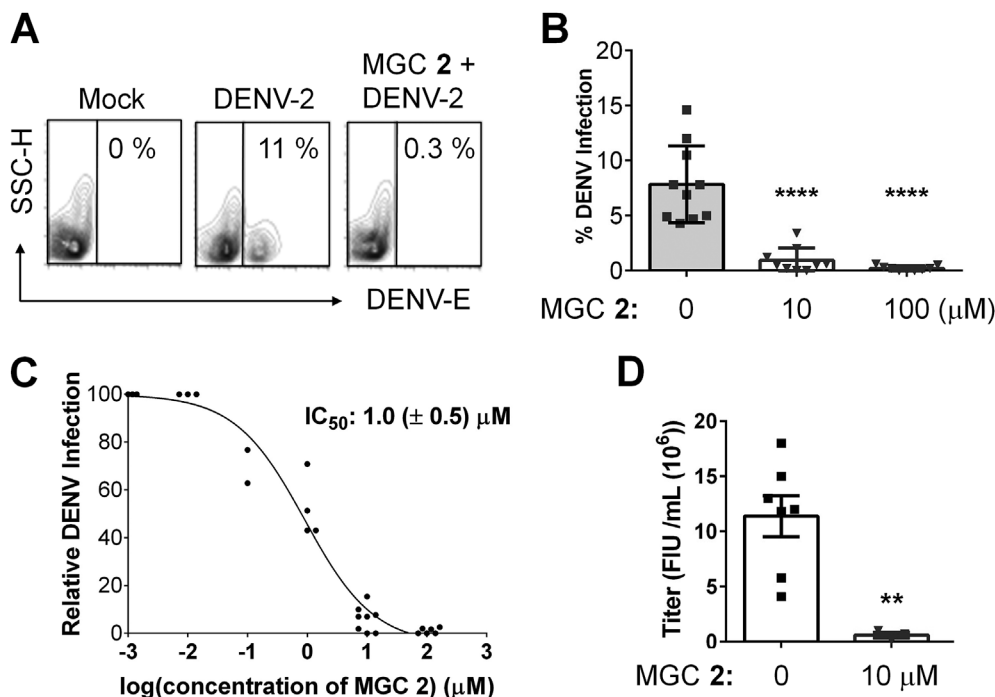 A
Mock
DENV-2
MGC 2 +
DENV-2
SSC-H
0 %
11 %
0.3 %
DENV-E
B
% DENV Infection
20
15
10
5
0
****
****
MGC 2: 0 10 100 (μM)
C
Relative DENV Infection
100
80
60
40
20
0
IC50: 1.0 (± 0.5) μM
-3 -2 -1 0 1 2 3
log(concentration of MGC 2) (μM)
D
Titer (FIU /mL (10⁶))
20
15
10
5
0
**
MGC 2: 0 10 μM